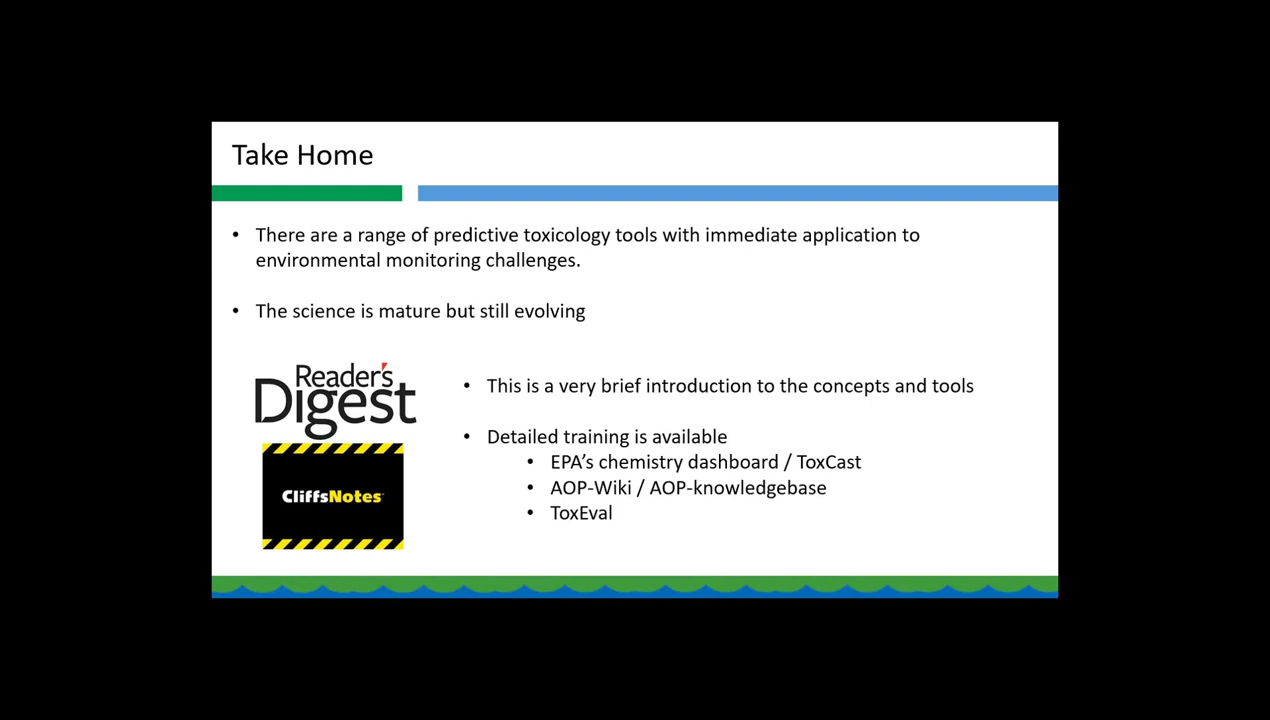 Take Home
• There are a range of predictive toxicology tools with immediate application to
environmental monitoring challenges.
• The science is mature but still evolving
Reader's
Digest
CliffsNotes
• This is a very brief introduction to the concepts and tools
• Detailed training is available
• EPA’s chemistry dashboard / ToxCast
• AOP-Wiki / AOP-knowledgebase
• ToxEval